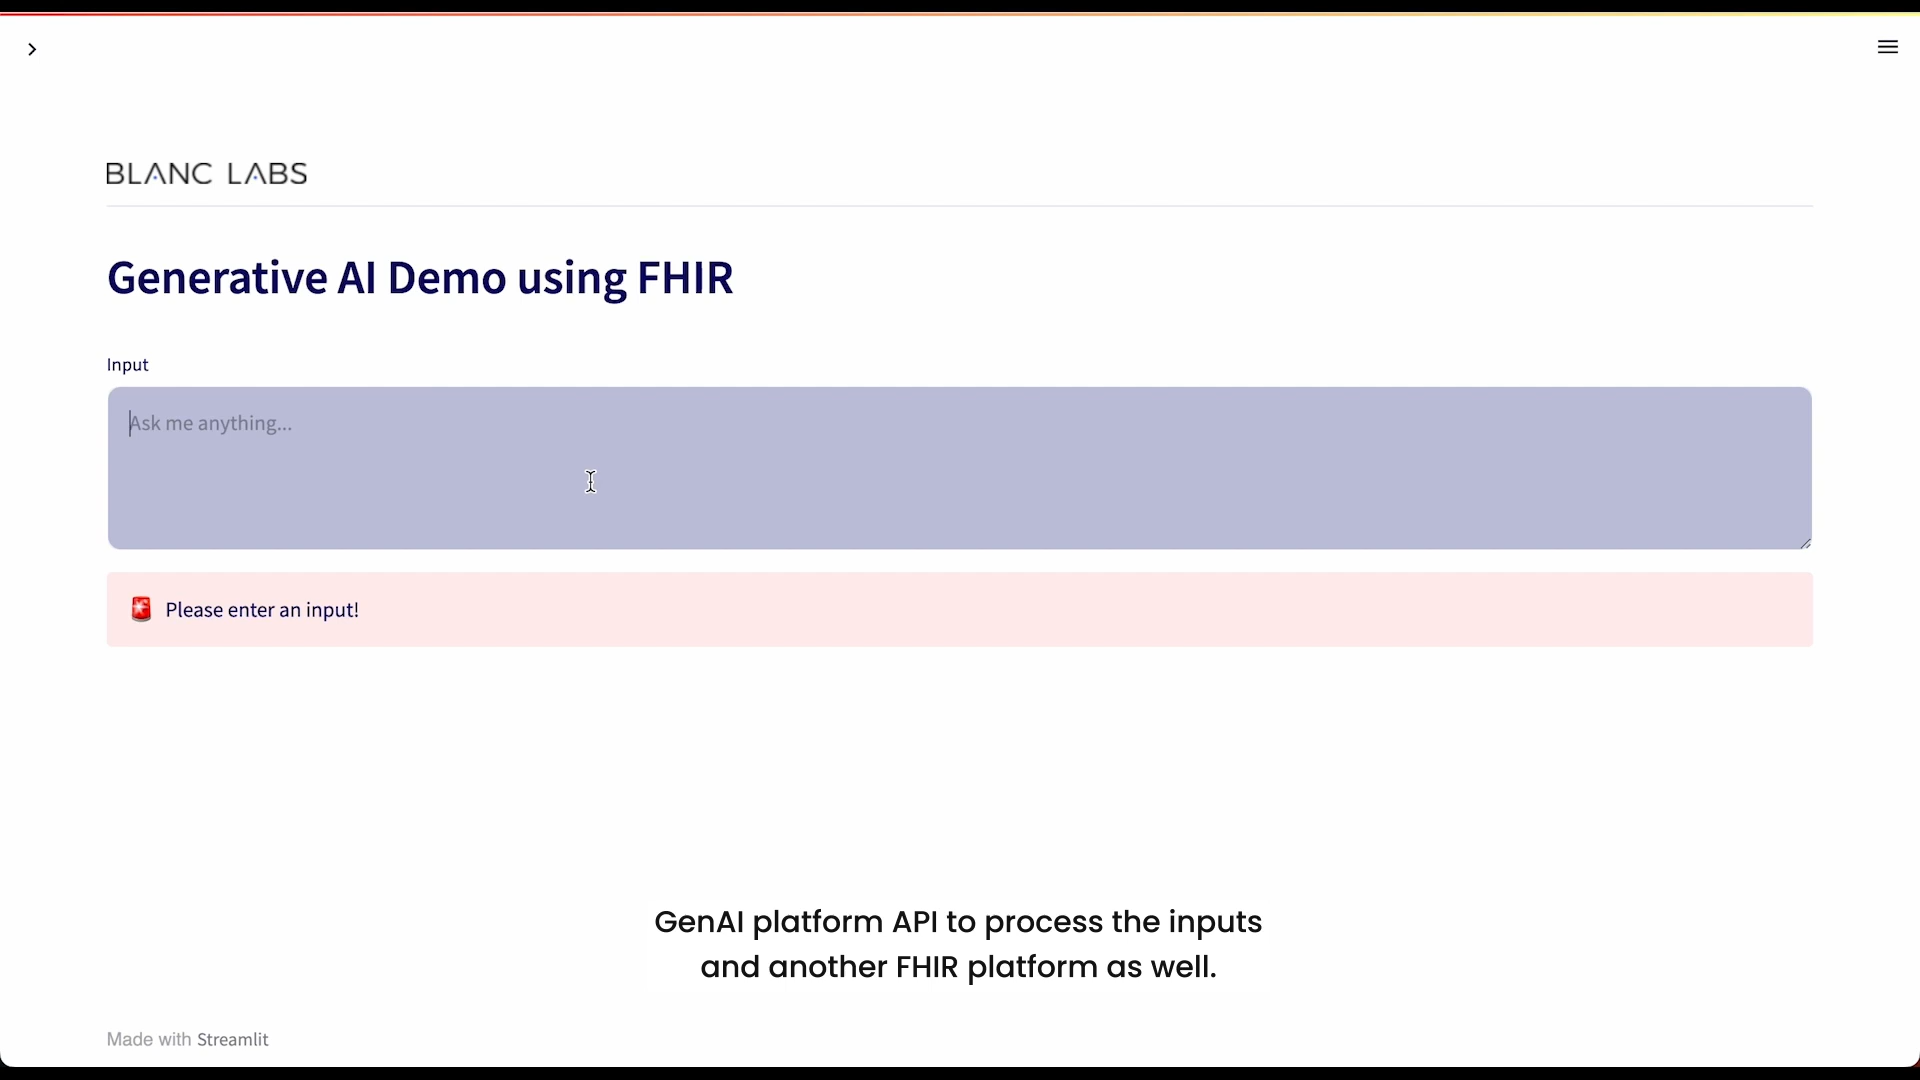 BLANC LABS
Generative AI Demo using FHIR
Input
Ask me anything...
Please enter an input!
GenAI platform API to process the inputs
and another FHIR platform as well.
Made with Streamlit